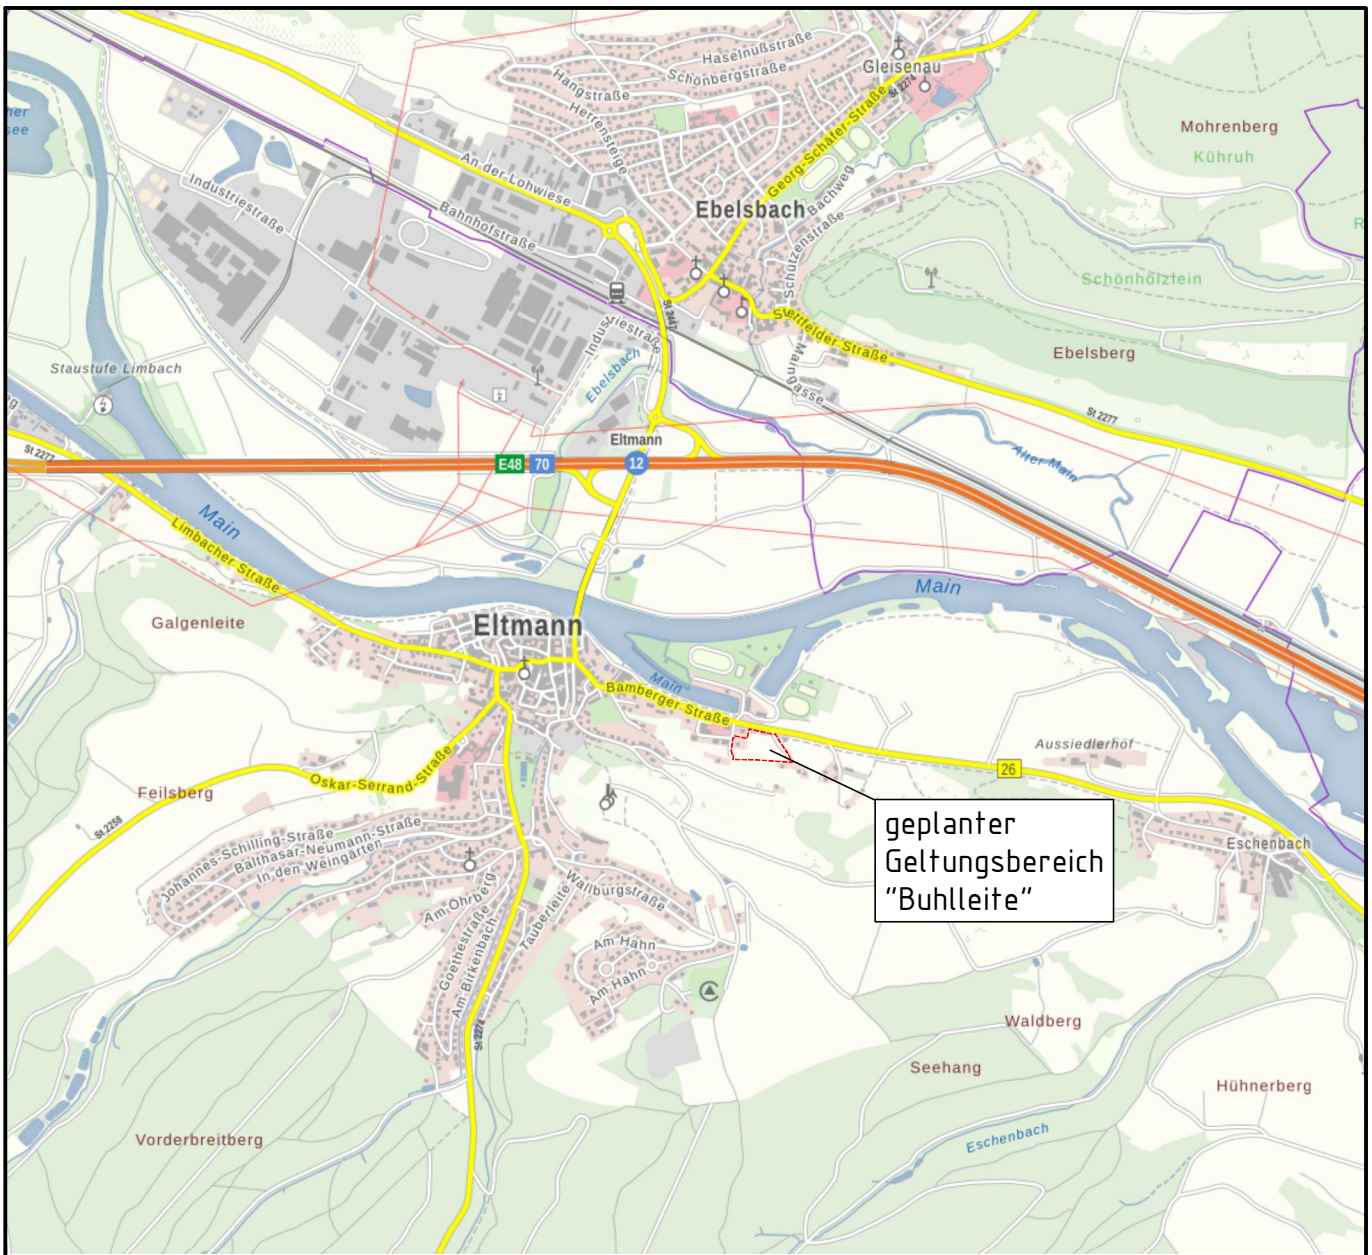 Haselnußstraße
Schönbergstraße
Gleisenau
Hangstraße
St 2274
Herrensteige
Georg-Schäfer-Straße
Mohrenberg
Kühruh
An der Lohwiese
Industriestraße
Bahnhofstraße
Bachweg
Ebelsbach
Schützenstraße
Schönhölzlein
St 2447
Stettfelder Straße
Ebelsberg
Maingasse
Staustufe Limbach
Ebelsbach
St 2277
St 2277
Eltmann
E48
70
12
Alter Main
Main
Limbacher Straße
Main
Galgenleite
Eltmann
Main
Bamberger Straße
Aussiedlerhof
26
Oskar-Serrand-Straße
Feilsberg
St 2258
geplanter
Geltungsbereich
"Buhlleite"
Eschenbach
Johannes-Schilling-Straße
Balthasar-Neumann-Straße
In den Weingärten
Am Ohrberg
Goethestraße
Am Birkenbach
Tauberleite
Wallburgstraße
Am Hahn
Am Hahn
St 2274
Waldberg
Seehang
Hühnerberg
Vorderbreitberg
Eschenbach